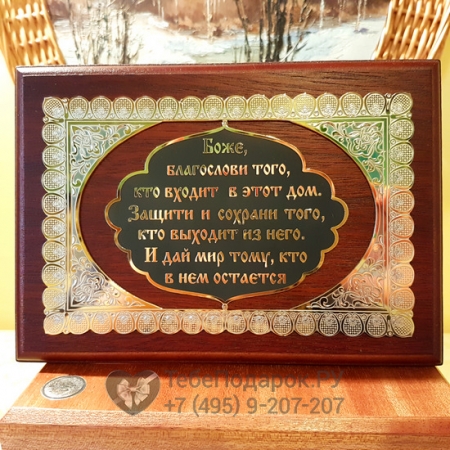 Боже,
благослови того,
кто входит в этот дом.
Защити и сохрани того,
кто выходит из него.
И дай мир тому, кто
в нем остается
ТебеПодарок.РУ
+7 (495) 9-207-207